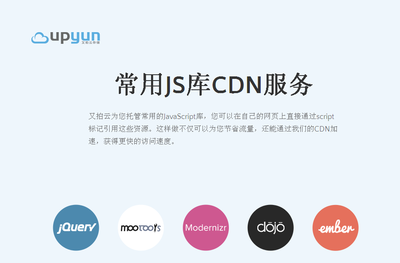 upyun
常用JS库CDN服务
又拍云为您托管常用的JavaScript库，您可以在自己的网页上直接通过script
标记引用这些资源。这样做不仅可以为您节省流量，还能通过我们的CDN加
速，获得更快的访问速度。
jQuery mootools Modernizr dōjō ember